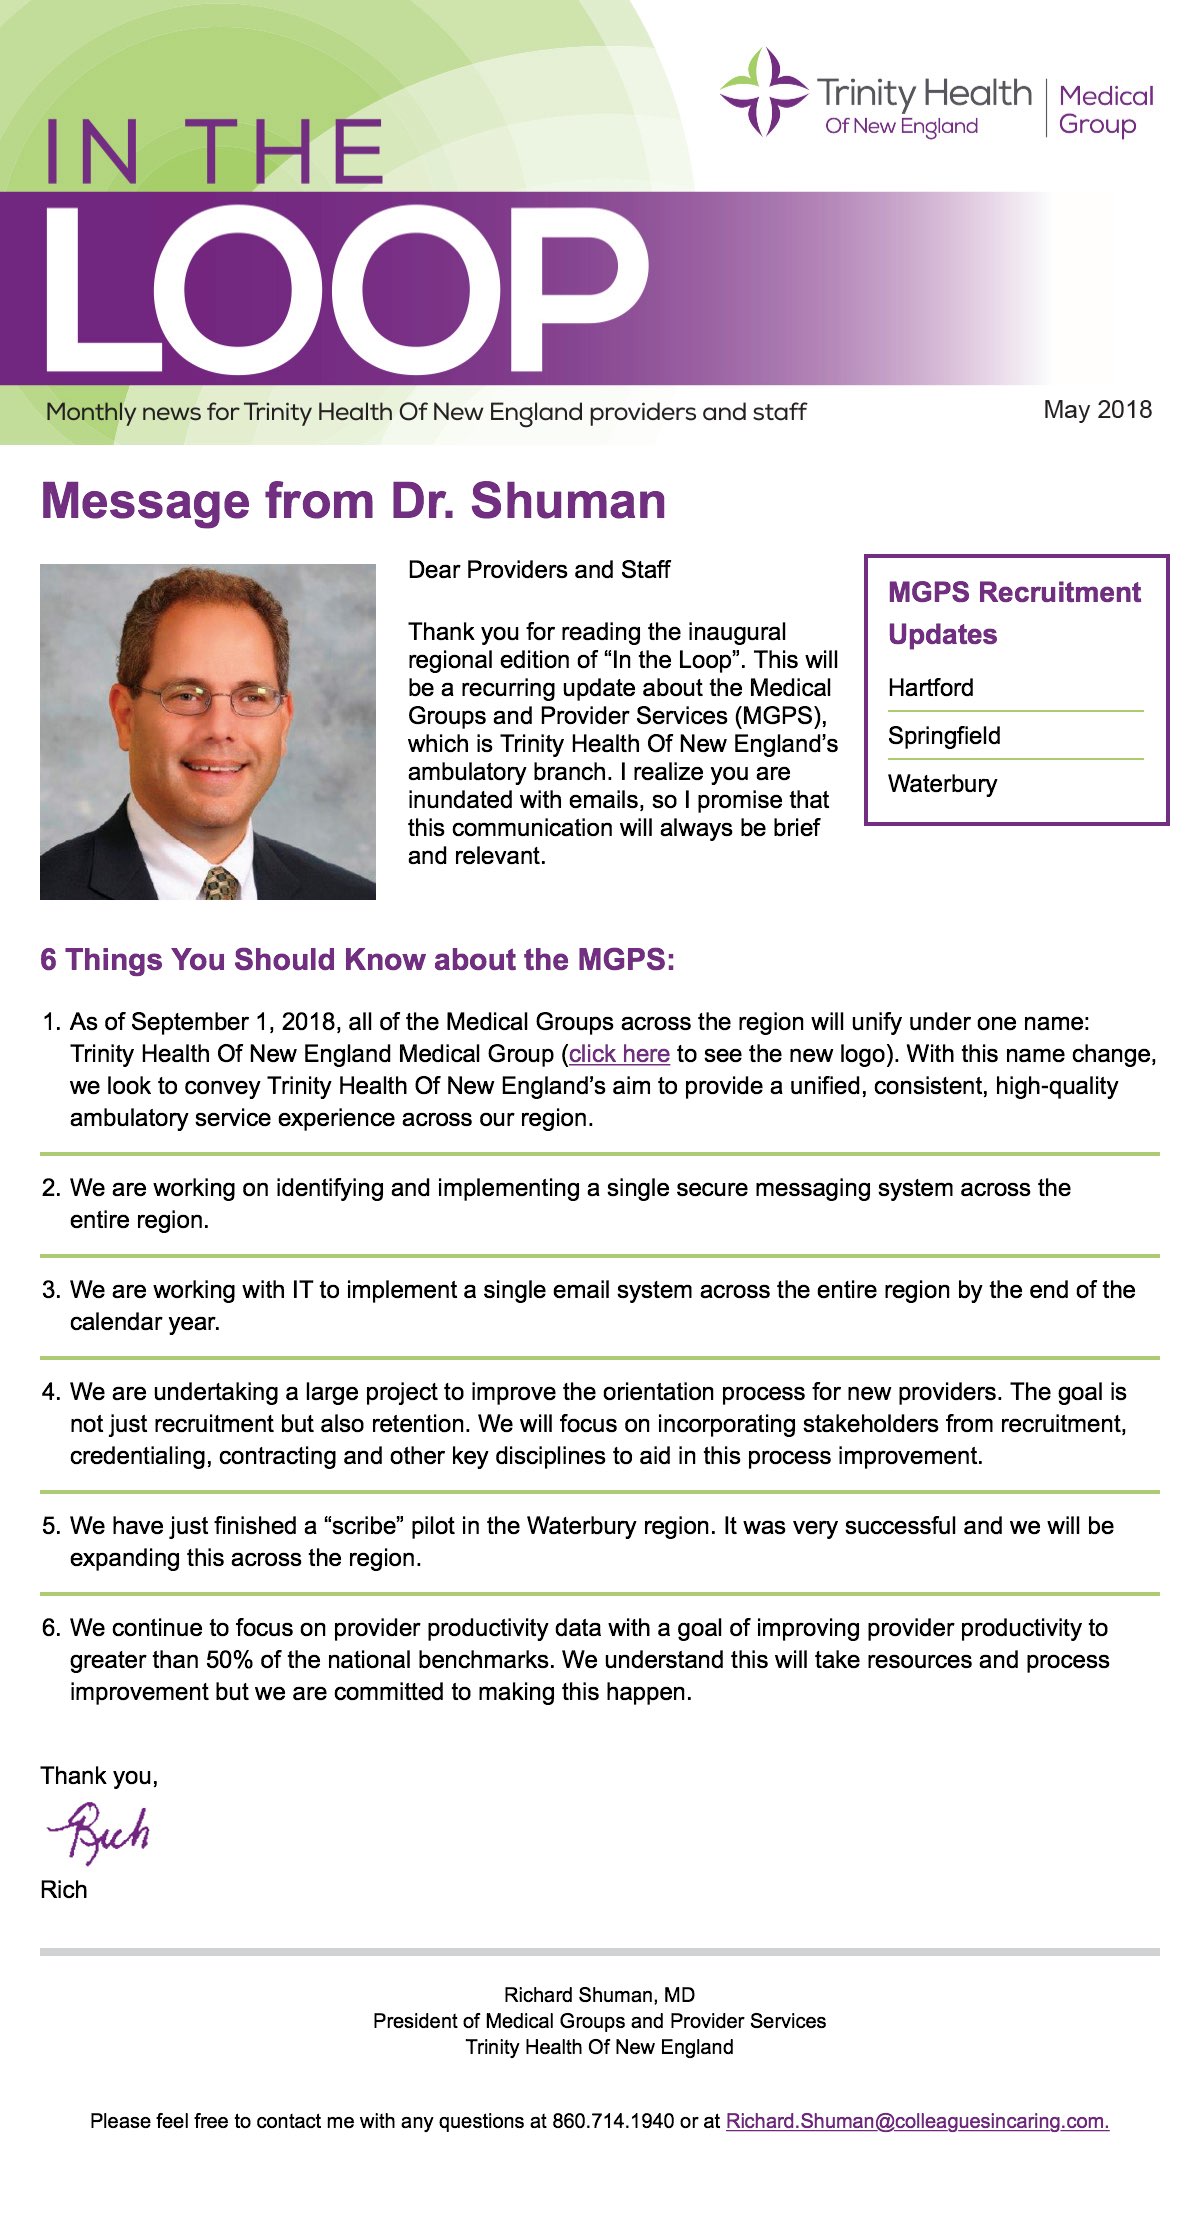 IN THE
LOOP
Trinity Health
Of New England
Medical
Group
Monthly news for Trinity Health Of New England providers and staff
May 2018
Message from Dr. Shuman
Dear Providers and Staff
Thank you for reading the inaugural
regional edition of “In the Loop”. This will
be a recurring update about the Medical
Groups and Provider Services (MGPS),
which is Trinity Health Of New England’s
ambulatory branch. I realize you are
inundated with emails, so I promise that
this communication will always be brief
and relevant.
MGPS Recruitment
Updates
Hartford
Springfield
Waterbury
6 Things You Should Know about the MGPS:
1. As of September 1, 2018, all of the Medical Groups across the region will unify under one name:
Trinity Health Of New England Medical Group (click here to see the new logo). With this name change,
we look to convey Trinity Health Of New England’s aim to provide a unified, consistent, high-quality
ambulatory service experience across our region.
2. We are working on identifying and implementing a single secure messaging system across the
entire region.
3. We are working with IT to implement a single email system across the entire region by the end of the
calendar year.
4. We are undertaking a large project to improve the orientation process for new providers. The goal is
not just recruitment but also retention. We will focus on incorporating stakeholders from recruitment,
credentialing, contracting and other key disciplines to aid in this process improvement.
5. We have just finished a “scribe” pilot in the Waterbury region. It was very successful and we will be
expanding this across the region.
6. We continue to focus on provider productivity data with a goal of improving provider productivity to
greater than 50% of the national benchmarks. We understand this will take resources and process
improvement but we are committed to making this happen.
Thank you,
Rich
Rich
Richard Shuman, MD
President of Medical Groups and Provider Services
Trinity Health Of New England
Please feel free to contact me with any questions at 860.714.1940 or at Richard.Shuman@colleaguesincaring.com.